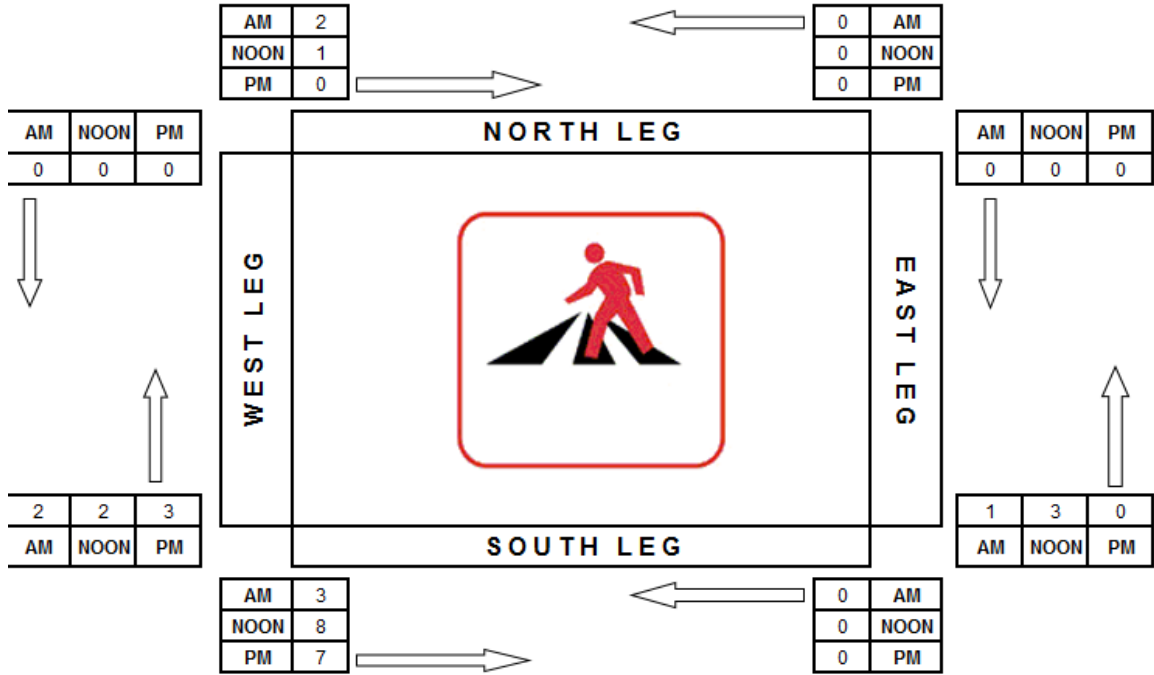 AM 2
NOON 1
PM 0
0 AM
0 NOON
0 PM
AM NOON PM
0 0 0
NORTH LEG
AM NOON PM
0 0 0
WEST LEG
EAST LEG
2 2 3
AM NOON PM
SOUTH LEG
1 3 0
AM NOON PM
AM 3
NOON 8
PM 7
0 AM
0 NOON
0 PM